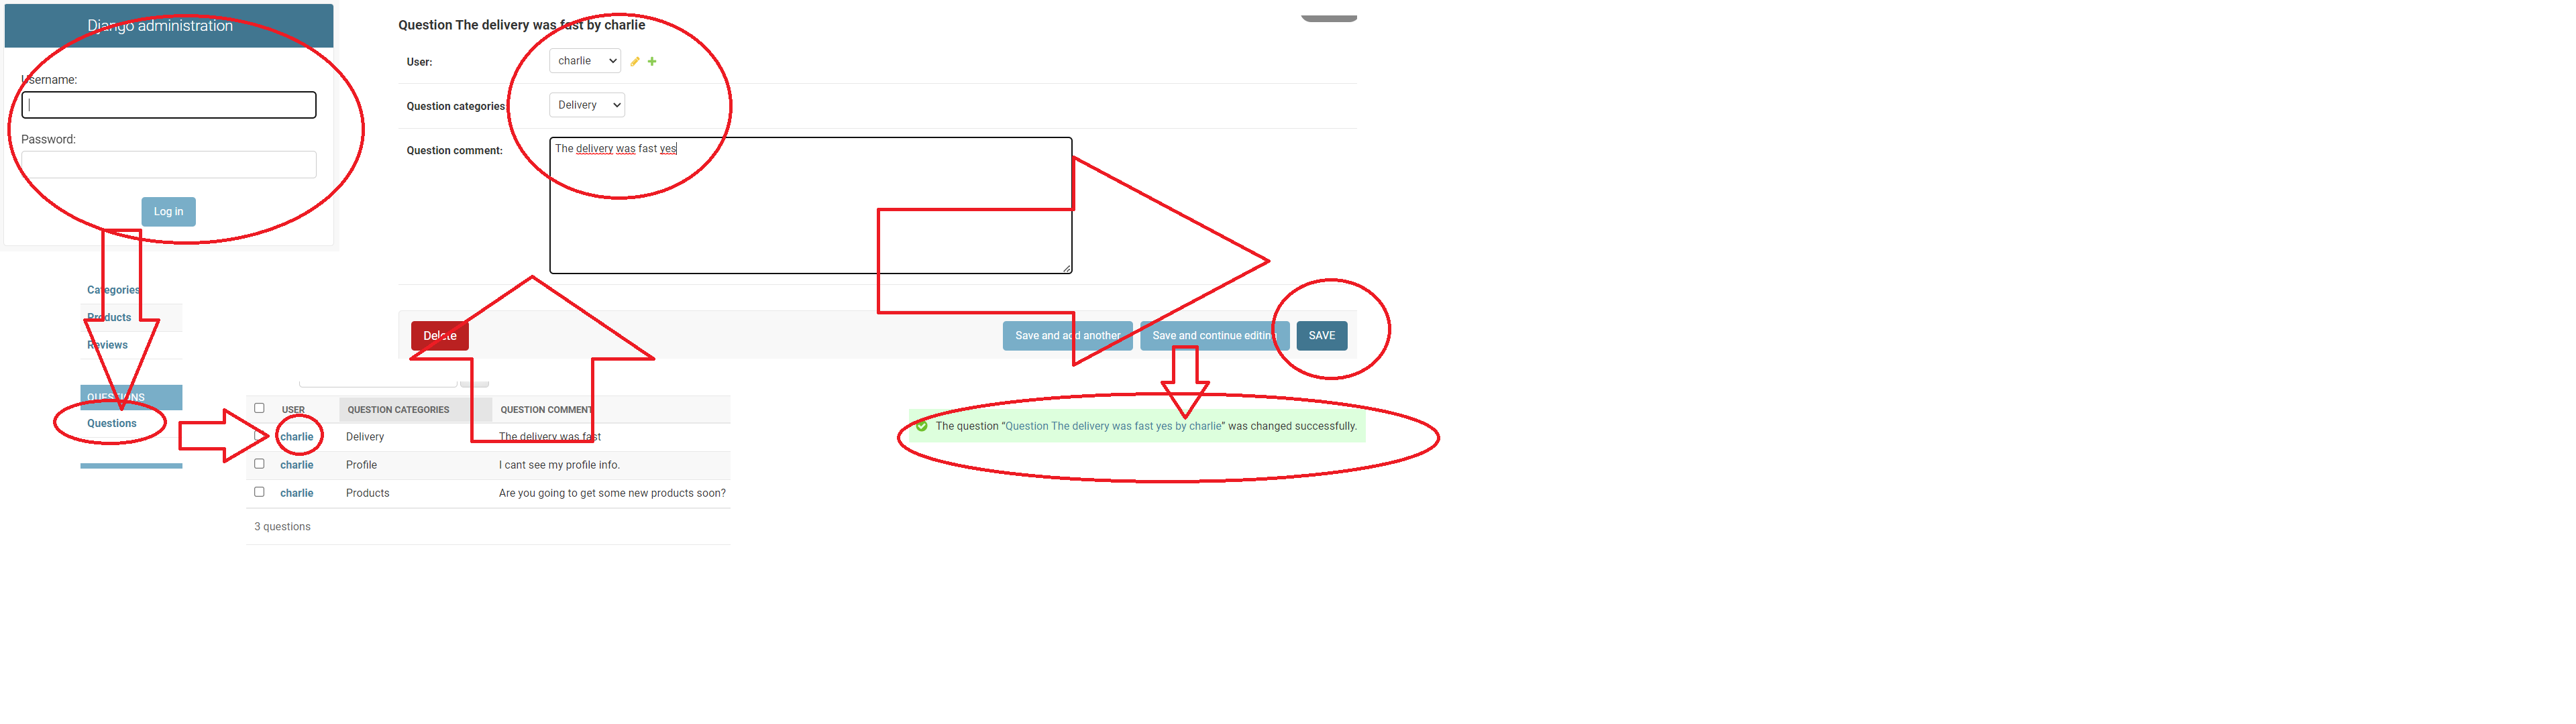 Django administration
Username:
Password:
Log in
Categories
Products
Reviews
QUESTIONS
Questions
USER QUESTION CATEGORIES QUESTION COMMENT
charlie Delivery The delivery was fast
charlie Profile I cant see my profile info.
charlie Products Are you going to get some new products soon?
3 questions
Question The delivery was fast by charlie
User: charlie
Question categories: Delivery
Question comment: The delivery was fast yes
Delete Save and add another Save and continue editing SAVE
The question “Question The delivery was fast yes by charlie” was changed successfully.